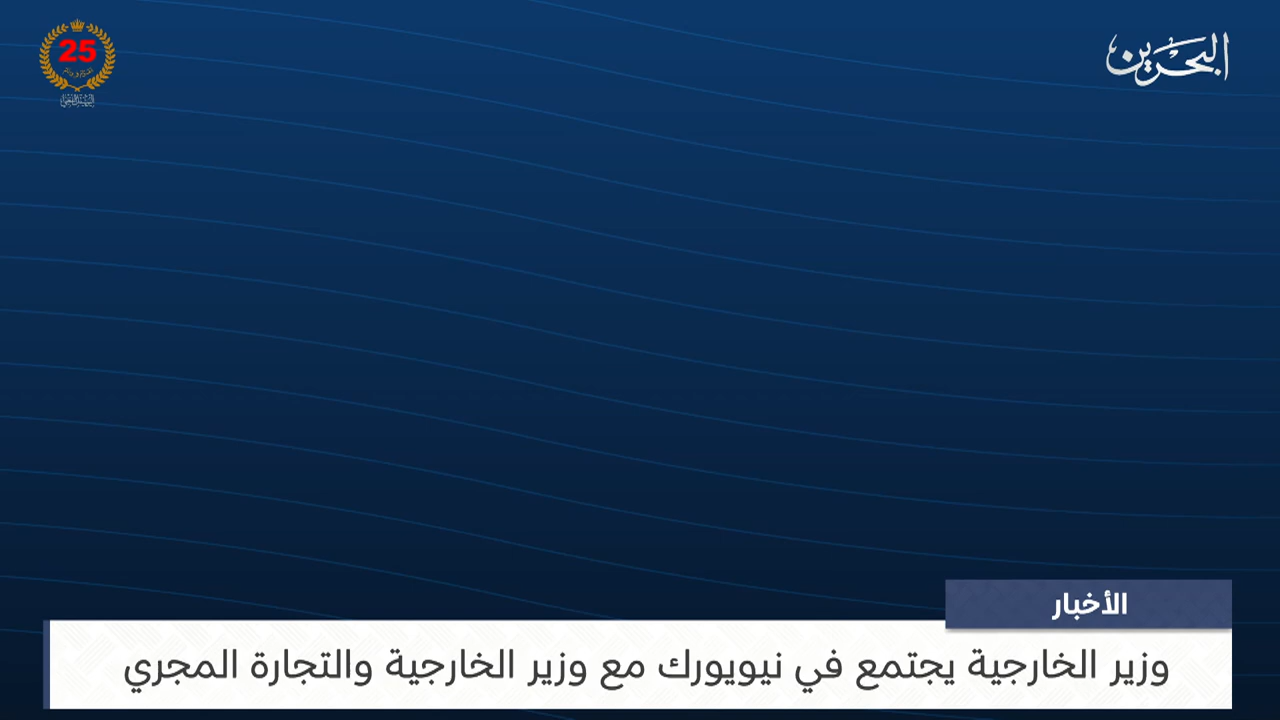 البحرين
25
الأخبار
وزير الخارجية يجتمع في نيويورك مع وزير الخارجية والتجارة المجري